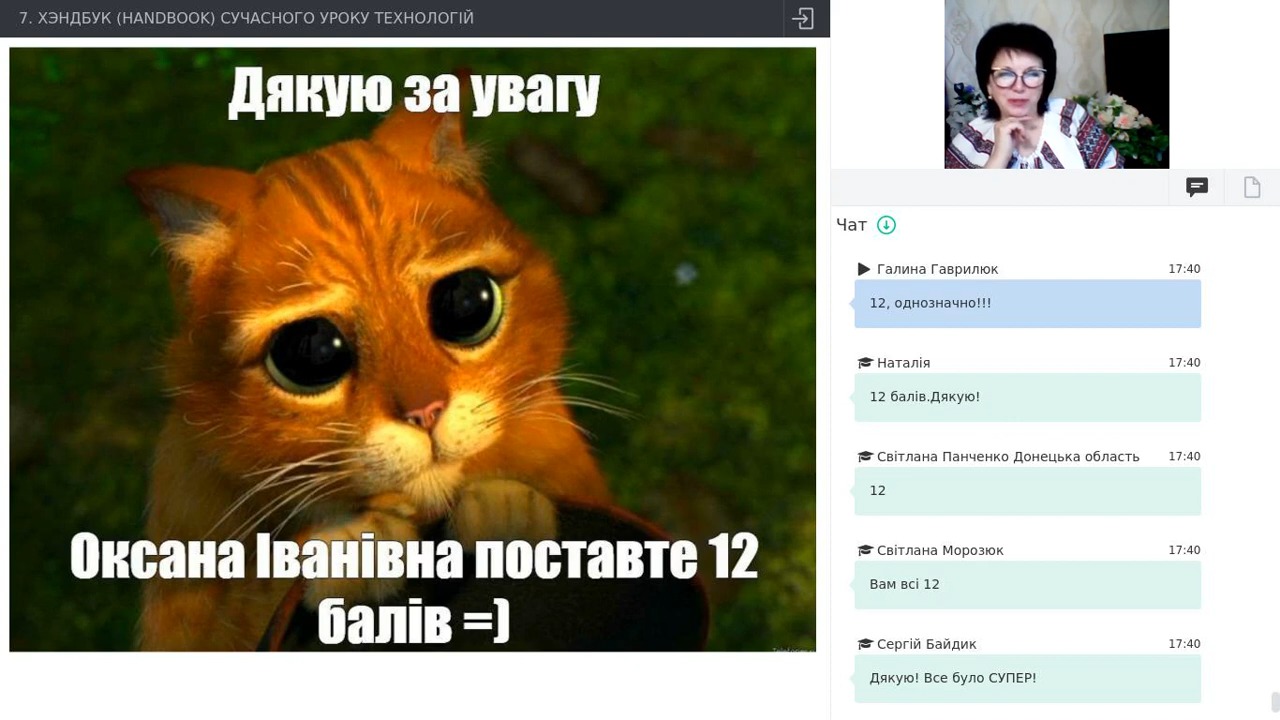 7. ХЭНДБУК (HANDBOOK) СУЧАСНОГО УРОКУ ТЕХНОЛОГІЙ
Дякую за увагу
Оксана Іванівна поставте 12
балів =)
Чат
Галина Гаврилюк 17:40
12, однозначно!!!
Наталія 17:40
12 балів.Дякую!
Світлана Панченко Донецька область 17:40
12
Світлана Морозюк 17:40
Вам всі 12
Сергій Байдик 17:40
Дякую! Все було СУПЕР!